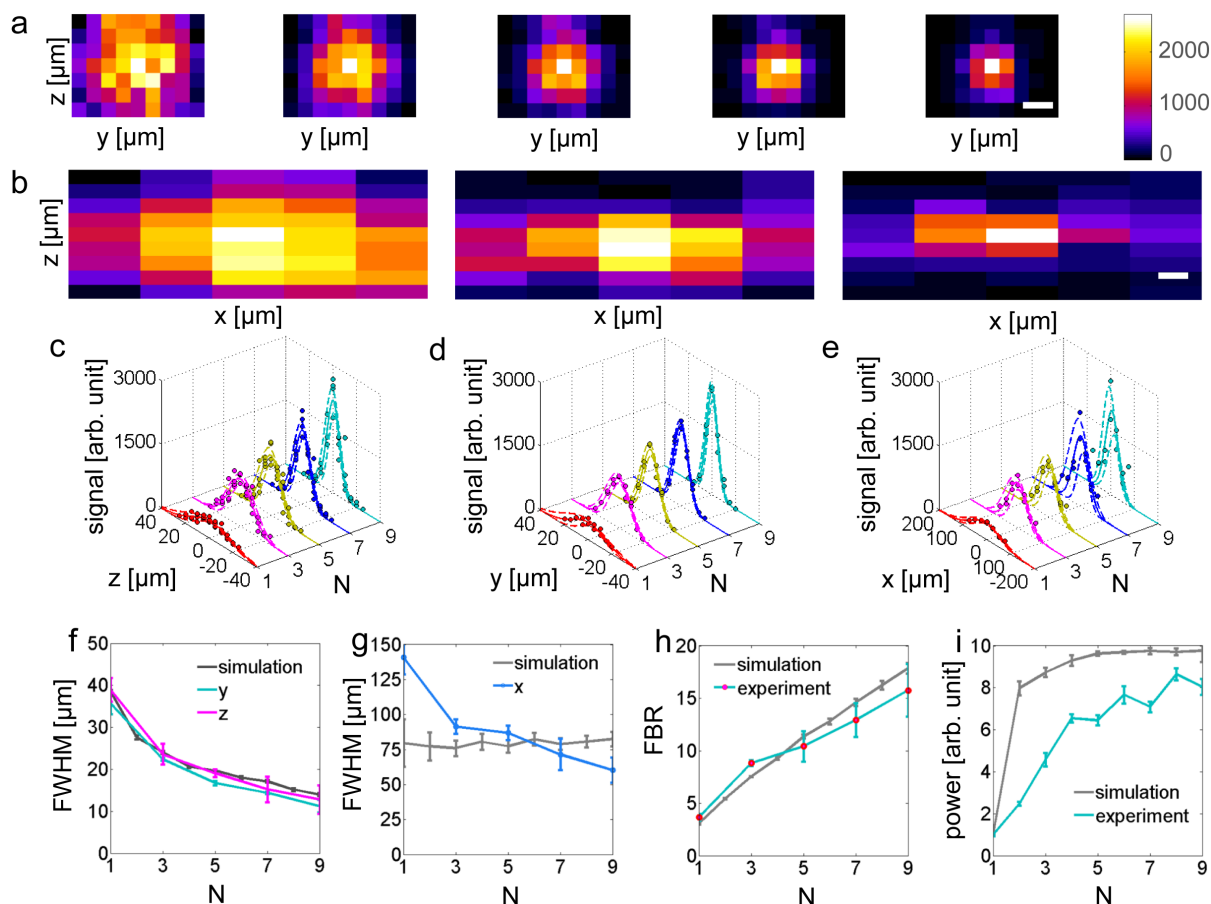 a
z [µm]
y [µm] y [µm] y [µm] y [µm] y [µm]
2000
1000
0
b
z [µm]
x [µm] x [µm] x [µm]
c
signal [arb. unit]
3000
1500
0
40
20
0
-20
-40
z [µm]
1 3 5 7 9
N
d
signal [arb. unit]
3000
1500
0
40
20
0
-20
-40
y [µm]
1 3 5 7 9
N
e
signal [arb. unit]
3000
1500
0
200
100
0
100
-200
x [µm]
1 3 5 7 9
N
f
FWHM [µm]
50
40
30
20
10
0
simulation
y
z
1 3 5 7 9
N
g
FWHM [µm]
150
125
100
75
50
25
0
simulation
x
1 3 5 7 9
N
h
FBR
20
15
10
5
0
simulation
experiment
1 3 5 7 9
N
i
power [arb. unit]
10
8
6
4
2
0
simulation
experiment
1 3 5 7 9
N